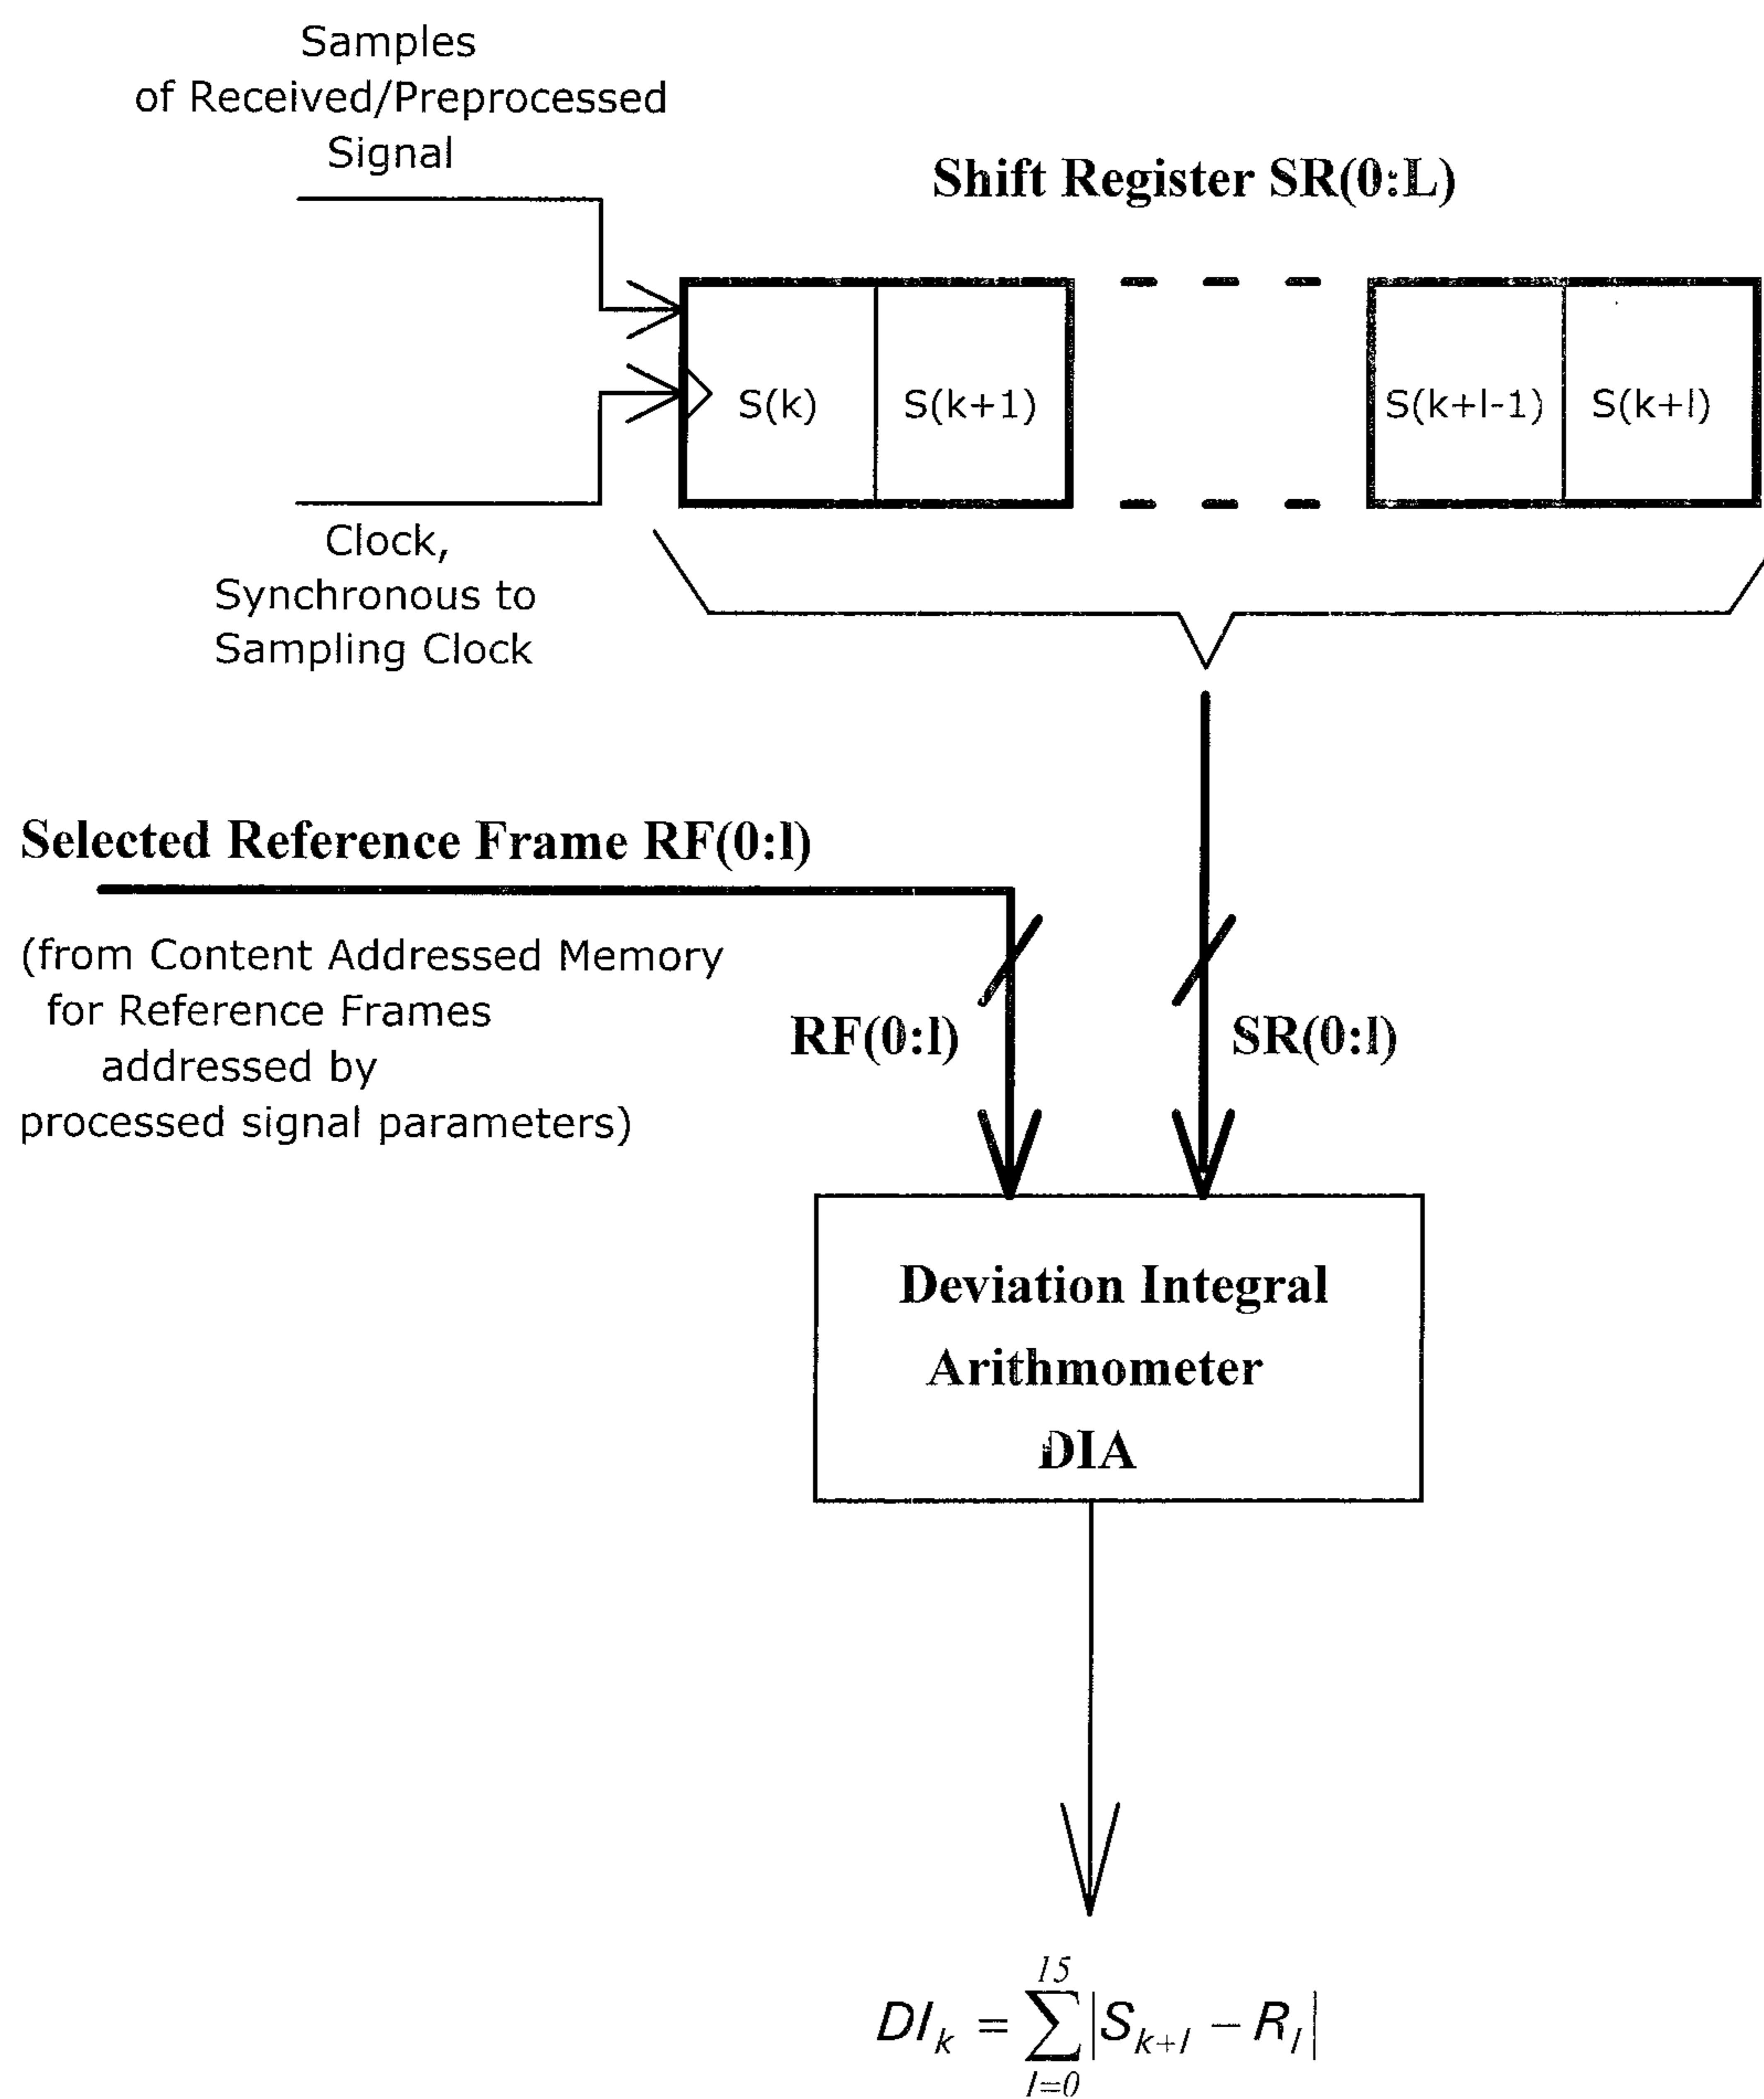 Samples
of Received/Preprocessed
Signal
Shift Register SR(0:L)
S(k)
S(k+1)
S(k+l-1)
S(k+l)
Clock,
Synchronous to
Sampling Clock
Selected Reference Frame RF(0:l)
(from Content Addressed Memory
for Reference Frames
addressed by
processed signal parameters)
RF(0:l)
SR(0:l)
Deviation Integral
Arithmometer
DIA
DI_k = \sum_{l=0}^{15} |S_{k+l} - R_l|